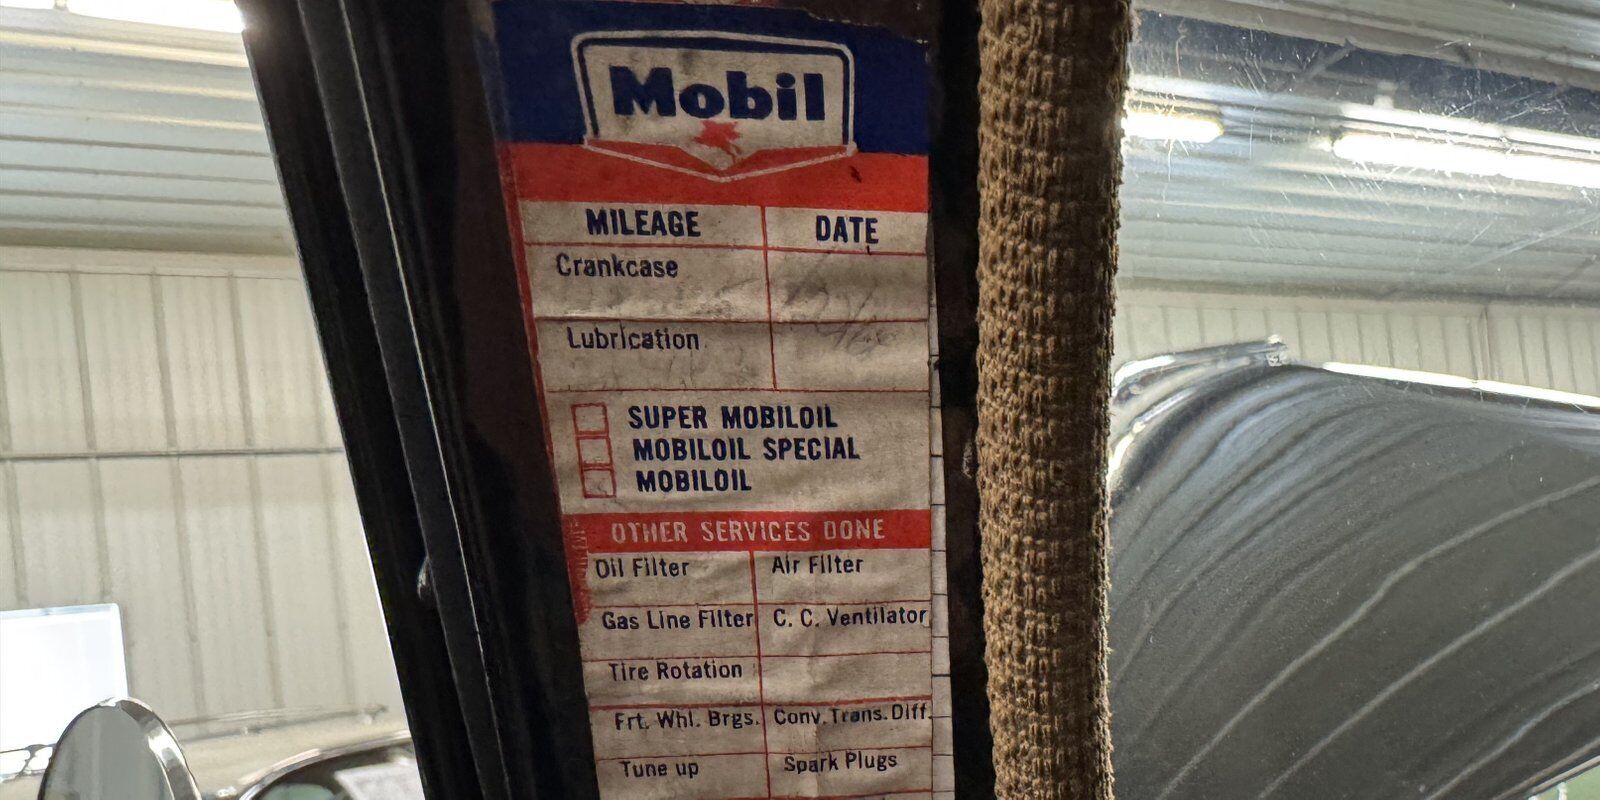 Mobil
MILEAGE DATE
Crankcase
Lubrication
SUPER MOBILOIL
MOBILOIL SPECIAL
MOBILOIL
OTHER SERVICES DONE
Oil Filter Air Filter
Gas Line Filter C. C. Ventilator
Tire Rotation
Frt. Whl. Brgs. Conv. Trans. Diff.
Tune up Spark Plugs